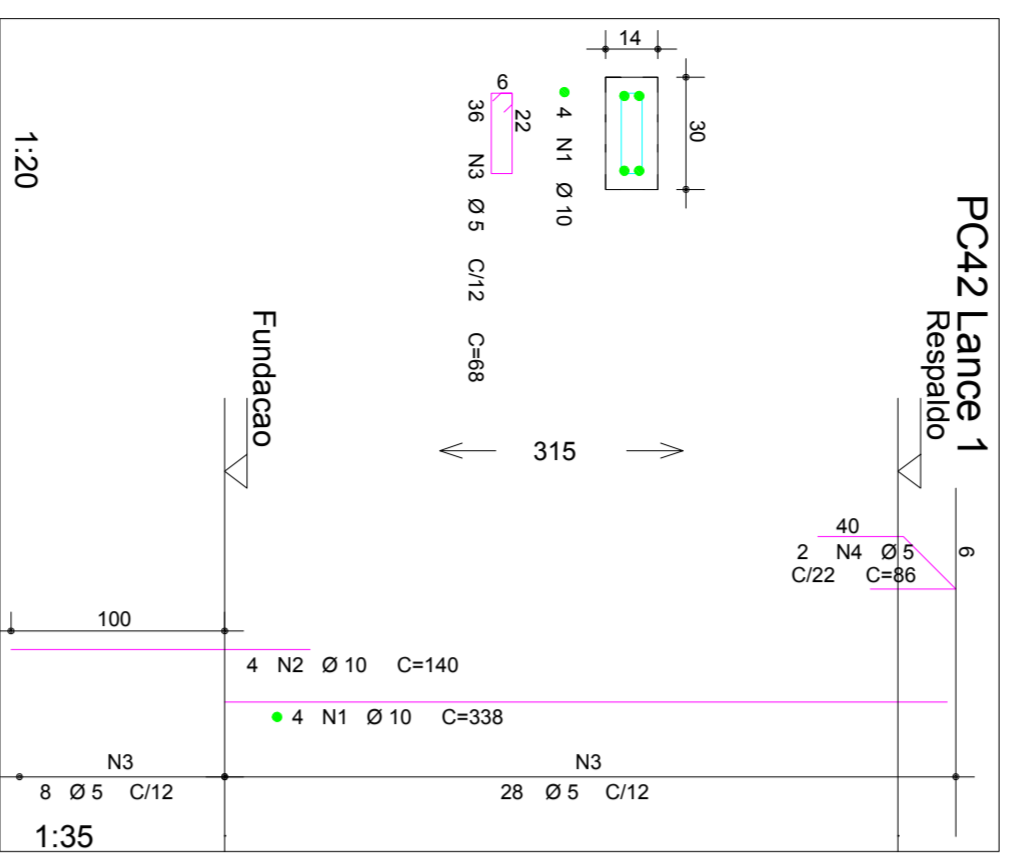 PC42 Lance 1
Respaldo
14
30
4 N1 Ø 10
6
22
36 N3 Ø 5 C/12 C=68
1:20
Fundacao
315
40
6
2 N4 Ø 5
C/22 C=86
100
4 N2 Ø 10 C=140
4 N1 Ø 10 C=338
N3
8 Ø 5 C/12
N3
28 Ø 5 C/12
1:35